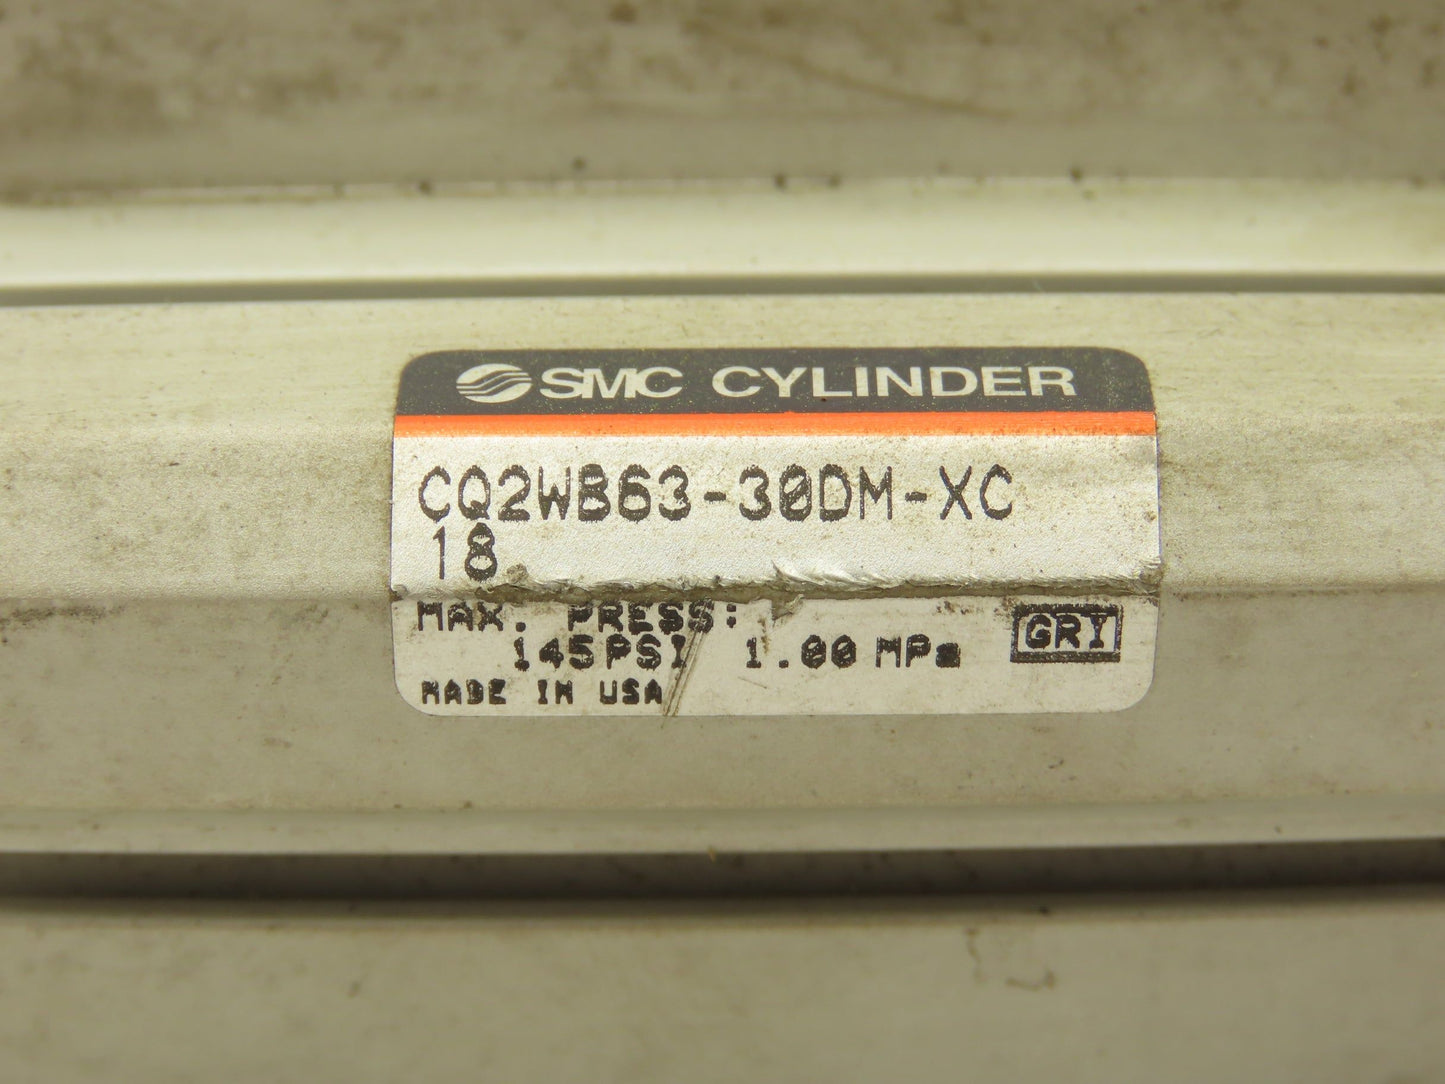 SMC CYLINDER
CQ2WB63-30DM-XC
18
MAX. PRESS:
145PSI 1.00 MPa
GRY
MADE IN USA